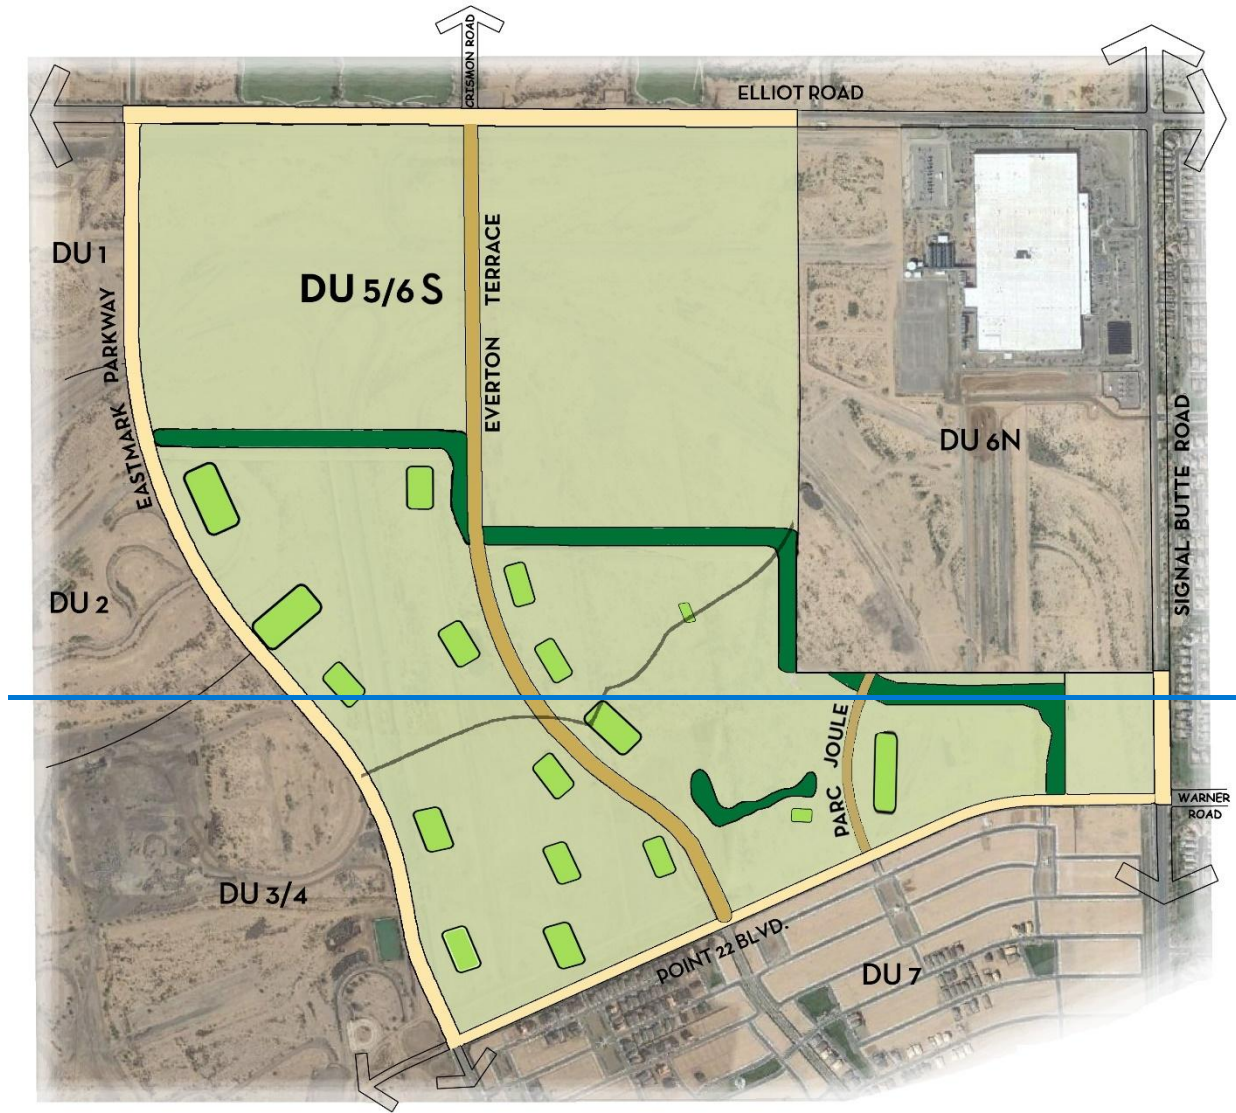 CRISMON ROAD
ELLIOT ROAD
DU 1
DU 5/6 S
EVERTON TERRACE
EASTMARK PARKWAY
DU 6N
SIGNAL BUTTE ROAD
DU 2
PARC JOULE
WARNER
ROAD
DU 3/4
POINT 22 BLVD.
DU 7